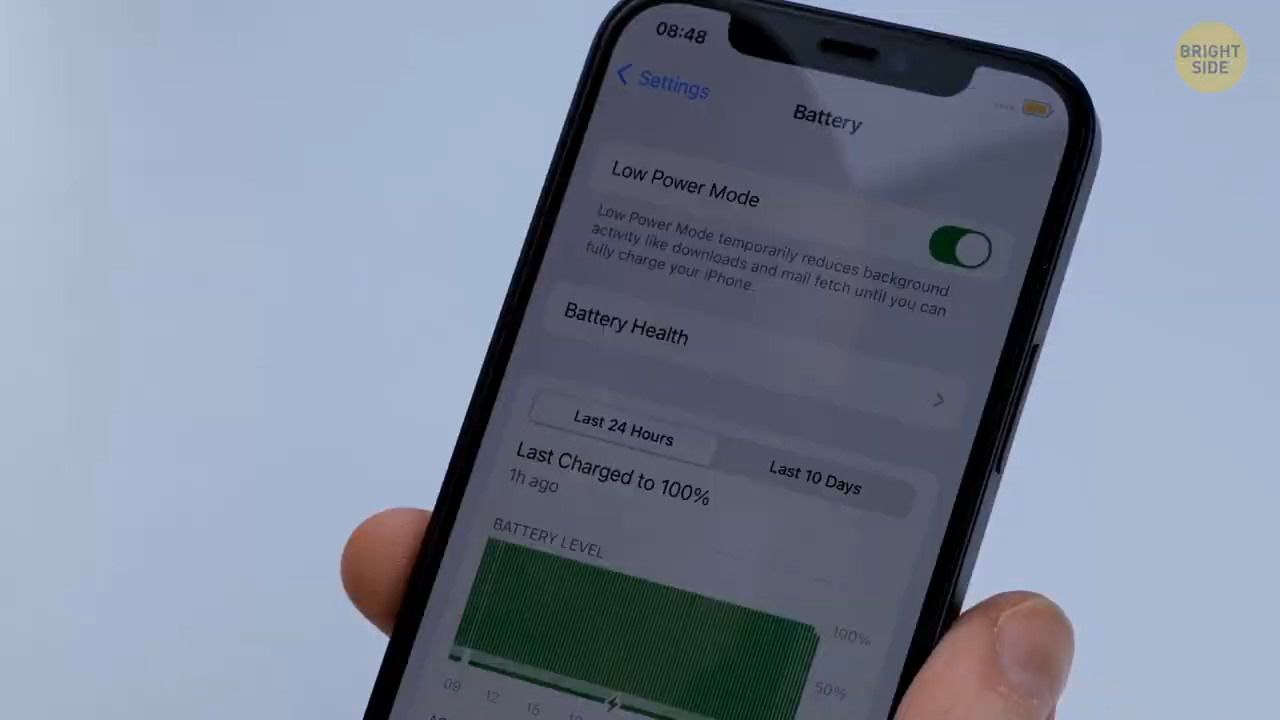 BRIGHT
SIDE
08:48
Settings
Battery
Low Power Mode
Low Power Mode temporarily reduces background
activity like downloads and mail fetch until you can
fully charge your iPhone.
Battery Health
Last 24 Hours
Last 10 Days
Last Charged to 100%
1h ago
BATTERY LEVEL
100%
50%
09
12
15